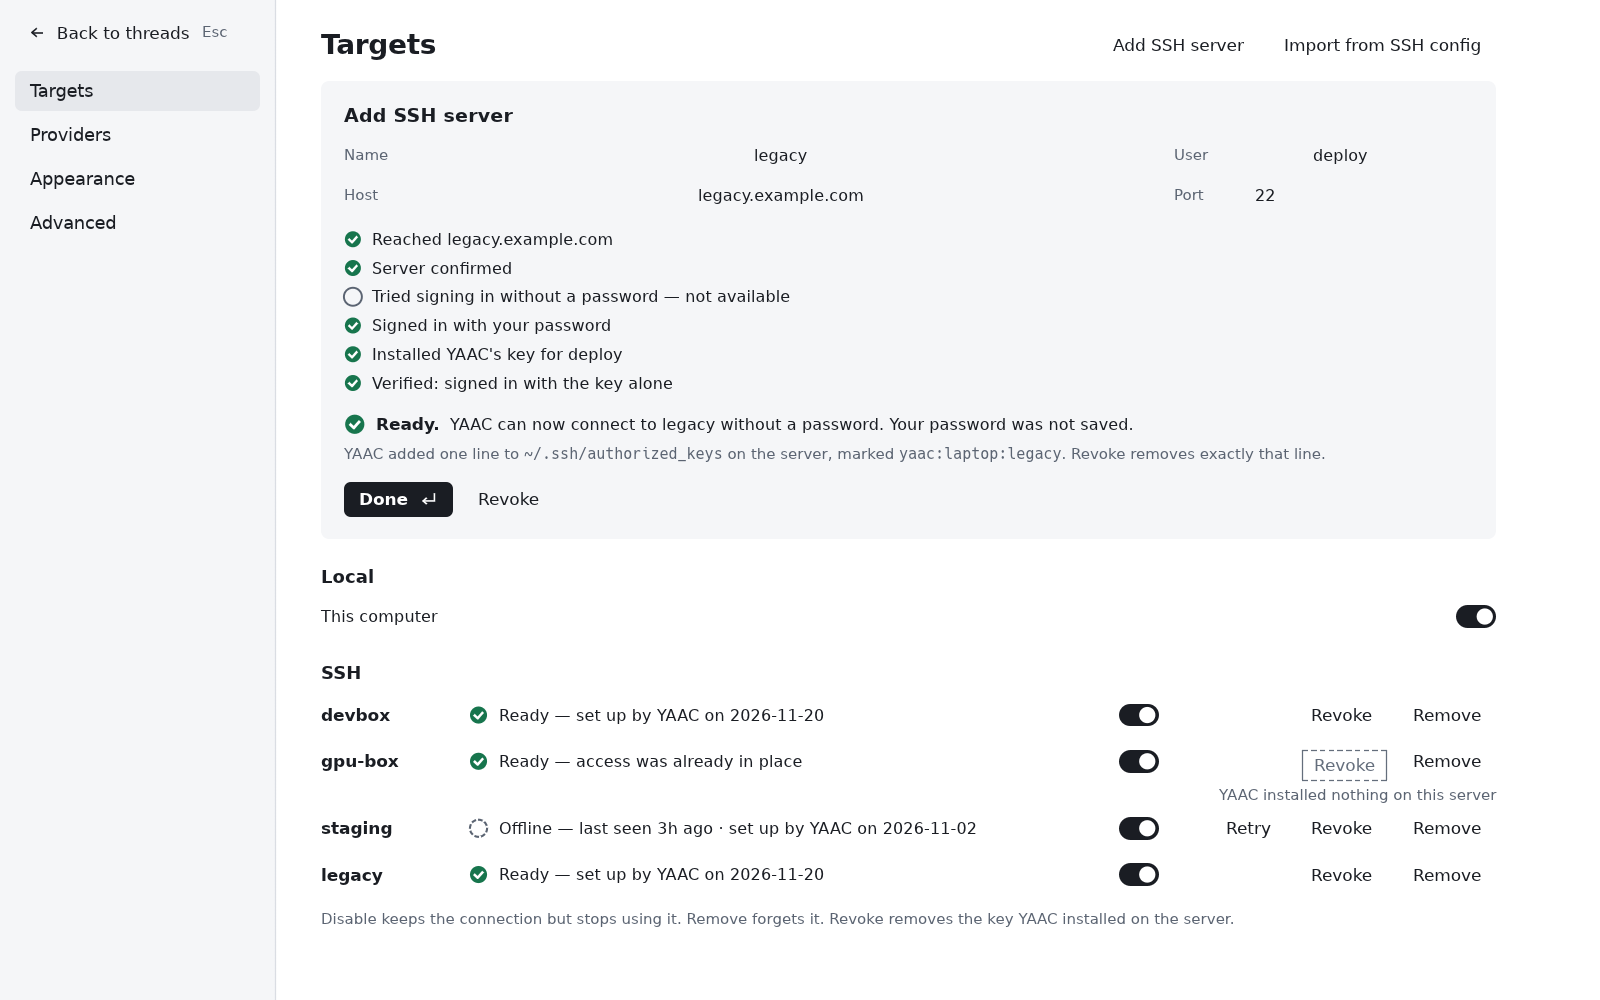 Back to threads Esc
Targets
Providers
Appearance
Advanced
Targets
Add SSH server
Import from SSH config
Add SSH server
Name legacy User deploy
Host legacy.example.com Port 22
Reached legacy.example.com
Server confirmed
Tried signing in without a password — not available
Signed in with your password
Installed YAAC's key for deploy
Verified: signed in with the key alone
Ready. YAAC can now connect to legacy without a password. Your password was not saved.
YAAC added one line to ~/.ssh/authorized_keys on the server, marked yaac:laptop:legacy. Revoke removes exactly that line.
Done Revoke
Local
This computer
SSH
devbox Ready — set up by YAAC on 2026-11-20 Revoke Remove
gpu-box Ready — access was already in place Revoke Remove
YAAC installed nothing on this server
staging Offline — last seen 3h ago · set up by YAAC on 2026-11-02 Retry Revoke Remove
legacy Ready — set up by YAAC on 2026-11-20 Revoke Remove
Disable keeps the connection but stops using it. Remove forgets it. Revoke removes the key YAAC installed on the server.